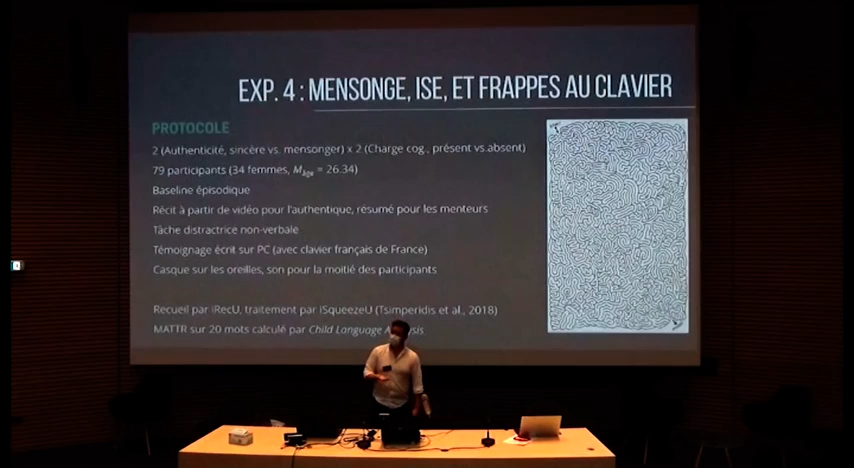 EXP. 4 : MENSONGE, ISE, ET FRAPPES AU CLAVIER
PROTOCOLE
2 (Authenticité, sincère vs. mensonger) x 2 (Charge cog., présent vs.absent)
79 participants (34 femmes, Mâge = 26.34)
Baseline épisodique
Récit à partir de vidéo pour l'authentique, résumé pour les menteurs
Tâche distractrice non-verbale
Témoignage écrit sur PC (avec clavier français de France)
Casque sur les oreilles, son pour la moitié des participants
Recueil par iRecU, traitement par iSqueezeU (Tsimperidis et al., 2018)
MATTR sur 20 mots calculé par Child Language